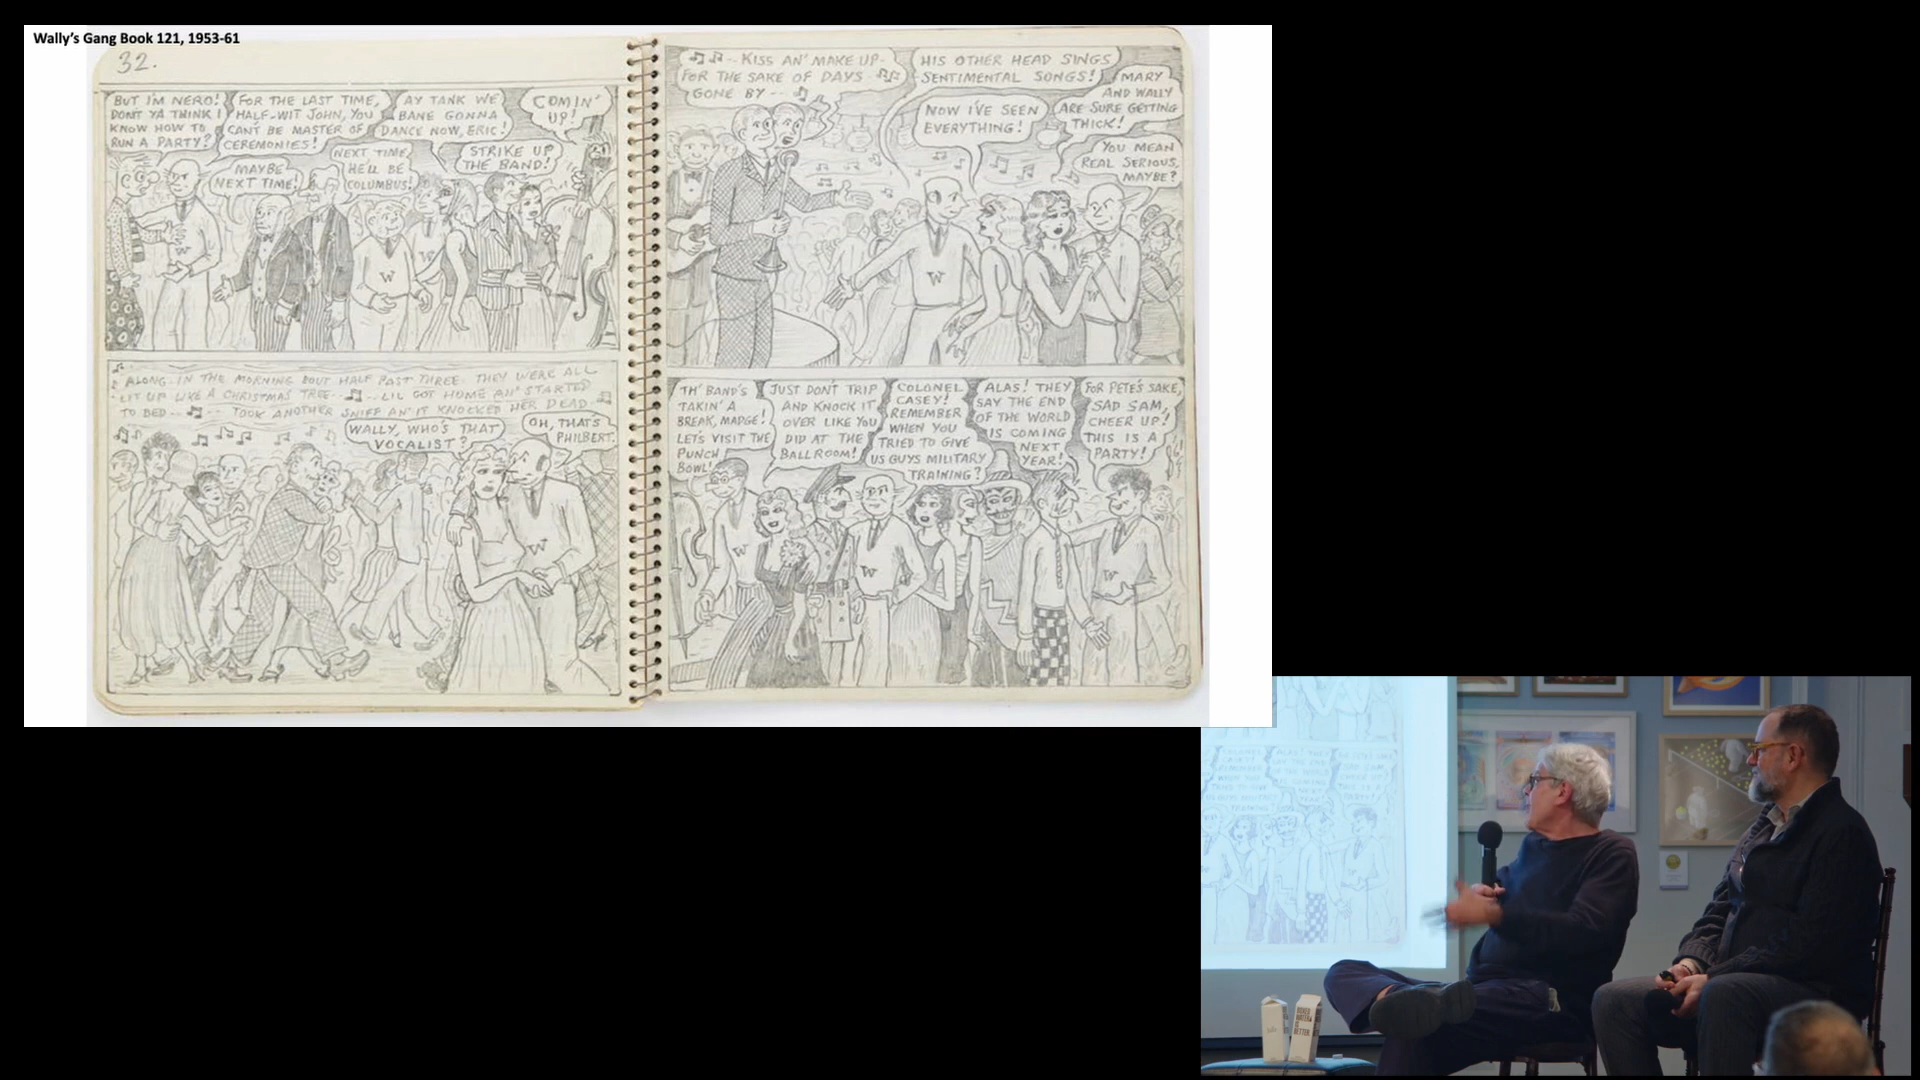 Wally's Gang Book 121, 1953-61
32.
BUT I'M NERO!
DON'T YA THINK I
KNOW HOW TO
RUN A PARTY?
FOR THE LAST TIME,
HALF-WIT JOHN, YOU
CAN'T BE MASTER OF
CEREMONIES!
AY TANK WE
BANE GONNA
DANCE NOW, ERIC!
COMIN'
UP!
MAYBE
NEXT TIME!
NEXT TIME
HE'LL BE
COLUMBUS!
STRIKE UP
THE BAND!
W
W
W
ALONG IN THE MORNING BOUT HALF PAST THREE THEY WERE ALL
LIT UP LIKE A CHRISTMAS TREE-- LIL GOT HOME AN' STARTED
TO BED -- TOOK ANOTHER SNIFF AN' IT KNOCKED HER DEAD
WALLY, WHO'S THAT
VOCALIST?
OH, THAT'S
PHILBERT.
W
-- KISS AN' MAKE UP-
FOR THE SAKE OF DAYS
GONE BY --
HIS OTHER HEAD SINGS
SENTIMENTAL SONGS!
NOW I'VE SEEN
EVERYTHING!
MARY
AND WALLY
ARE SURE GETTING
THICK!
YOU MEAN
REAL SERIOUS,
MAYBE?
W
W
TH' BAND'S
TAKIN' A
BREAK, MADGE!
LET'S VISIT THE
PUNCH
BOWL!
JUST DON'T TRIP
AND KNOCK IT
OVER LIKE YOU
DID AT THE
BALLROOM!
COLONEL
CASEY!
REMEMBER
WHEN YOU
TRIED TO GIVE
US GUYS MILITARY
TRAINING?
ALAS! THEY
SAY THE END
OF THE WORLD
IS COMING
NEXT
YEAR!
FOR PETE'S SAKE,
SAD SAM,
CHEER UP!
THIS IS A
PARTY!
W
W
W
BOXED
WATER
IS
BETTER